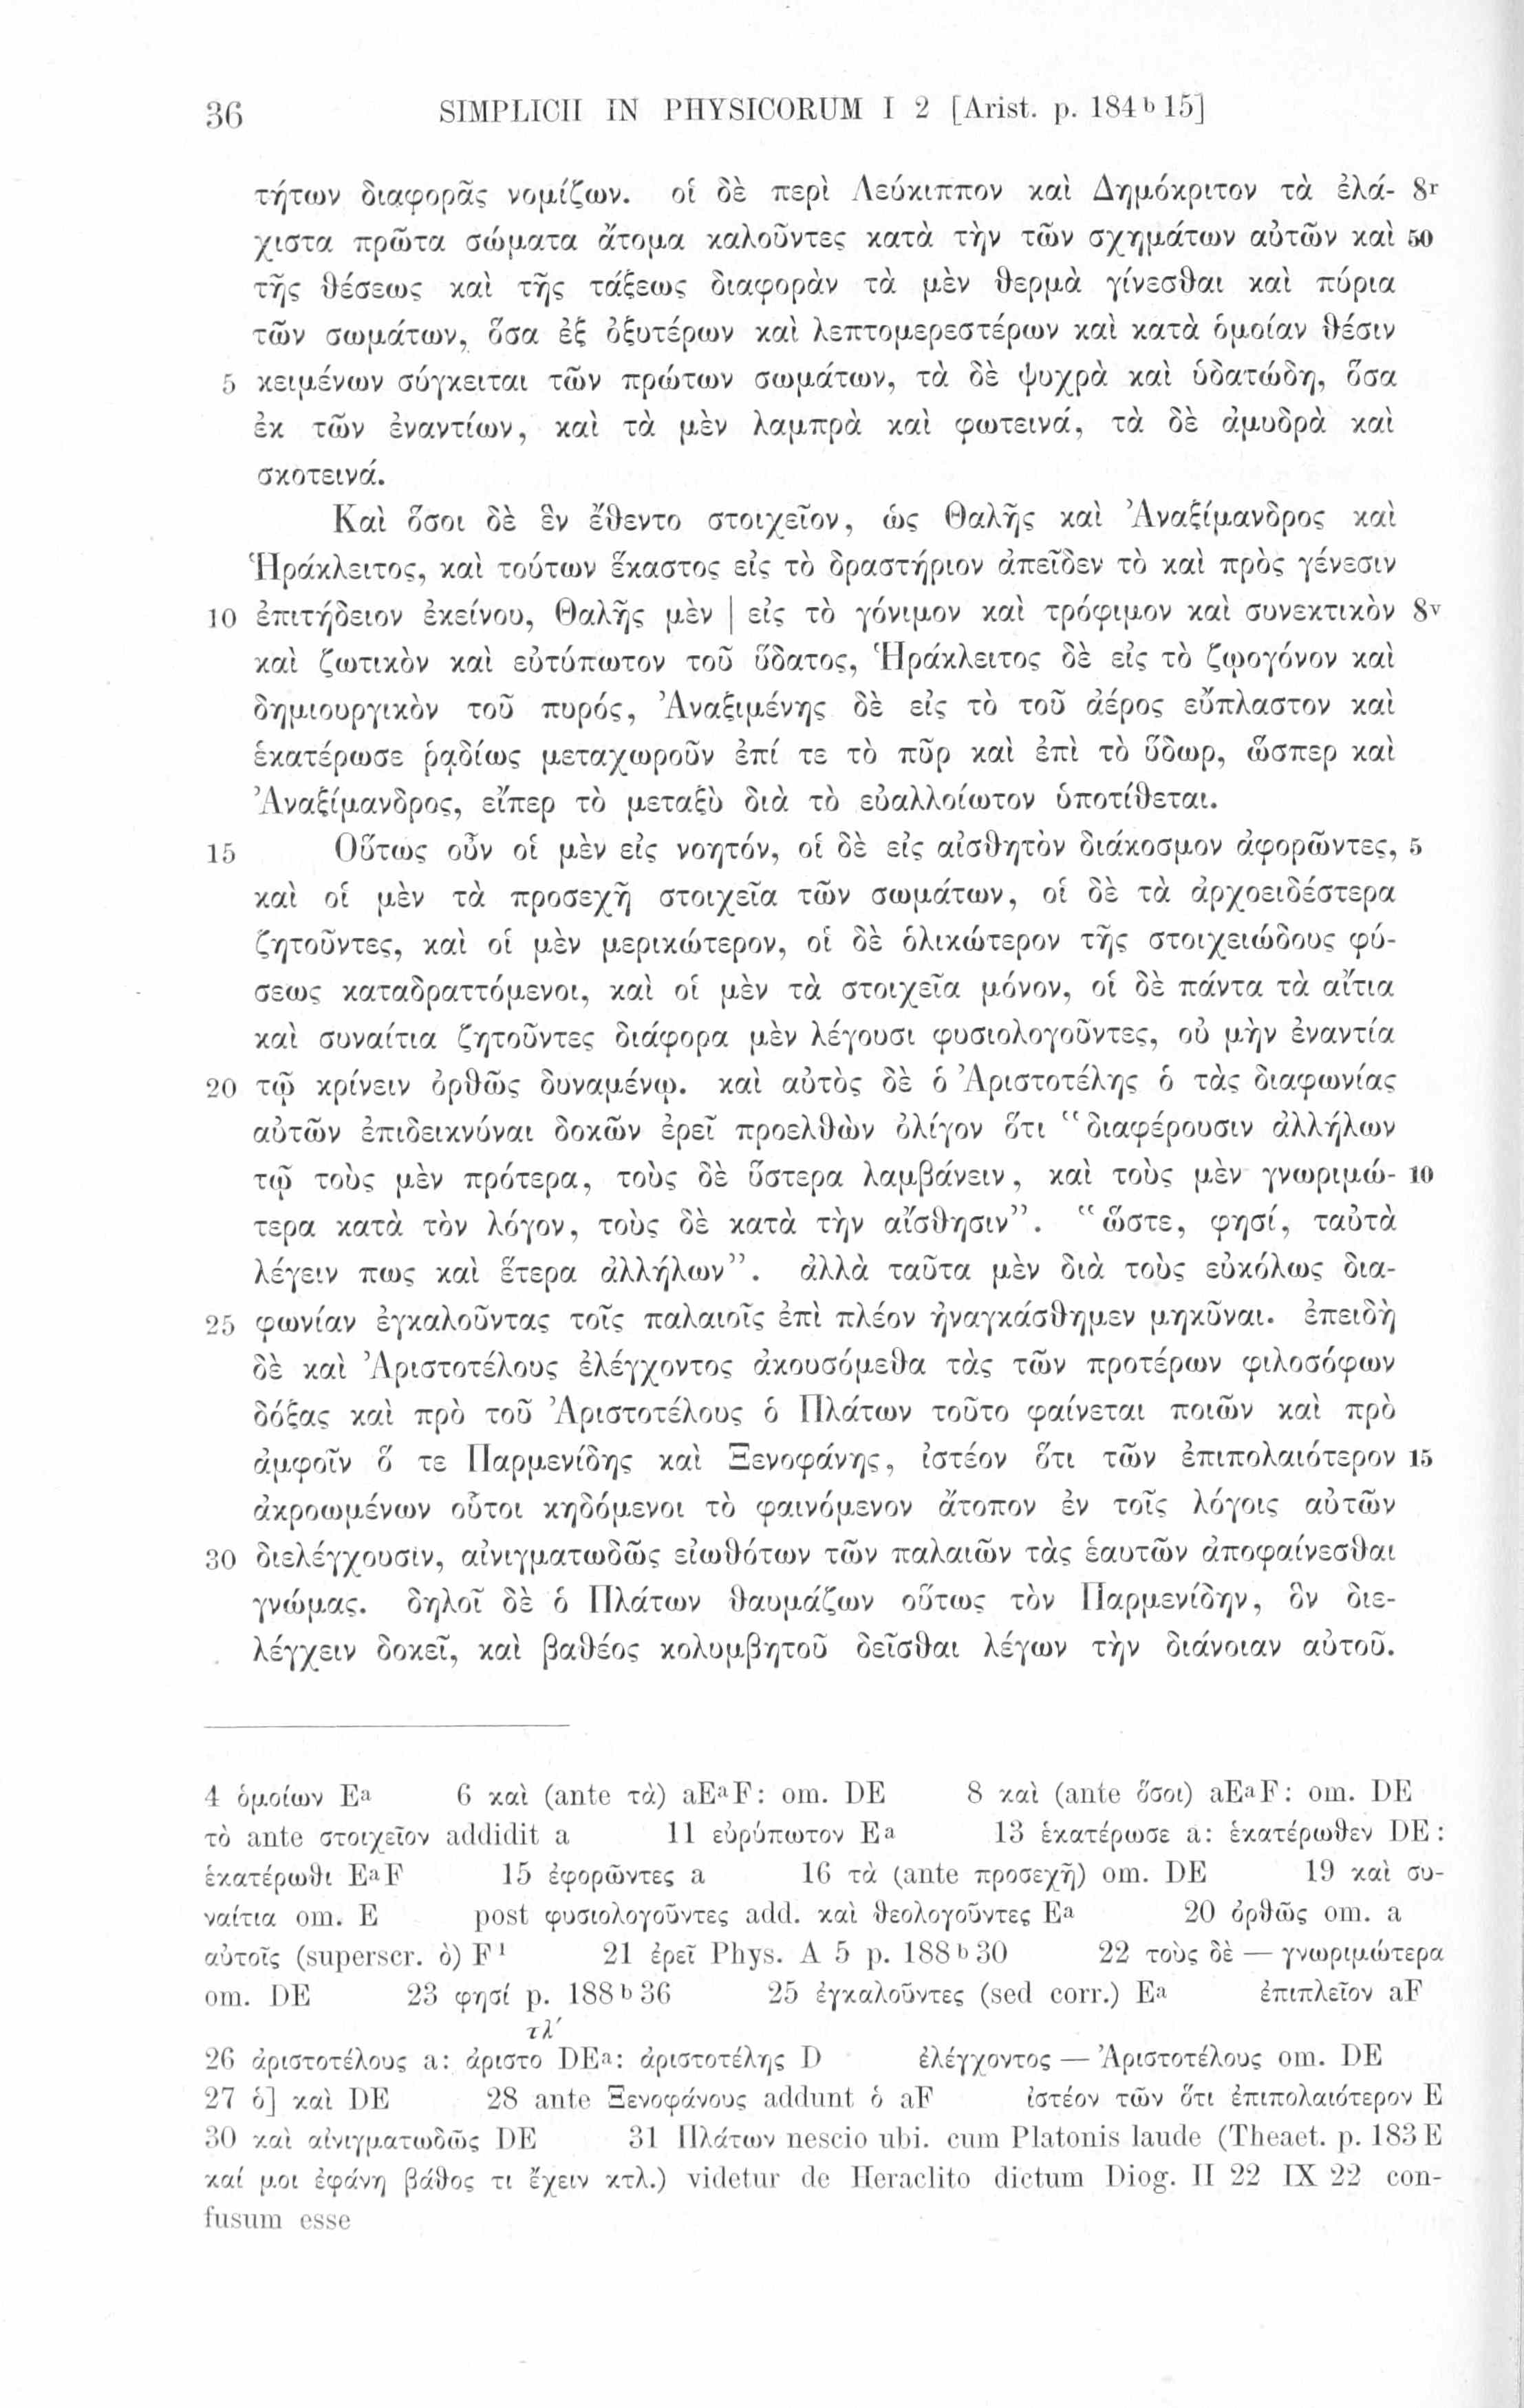 36 SIMPLICII IN PHYSICORUM I 2 [Arist. p. 184 b 15]
τήτων διαφορᾶς νομίζων. οἱ δὲ περὶ Λεύκιππον καὶ Δημόκριτον τὰ ἐλά- 8r
χιστα πρῶτα σώματα ἄτομα καλοῦντες κατὰ τὴν τῶν σχημάτων αὐτῶν καὶ 50
τῆς θέσεως καὶ τῆς τάξεως διαφορὰν τὰ μὲν θερμὰ γίνεσθαι καὶ πύρια
τῶν σωμάτων, ὅσα ἐξ ὀξυτέρων καὶ λεπτομερεστέρων καὶ κατὰ ὁμοίαν θέσιν
5 κειμένων σύγκειται τῶν πρώτων σωμάτων, τὰ δὲ ψυχρὰ καὶ ὑδατώδη, ὅσα
ἐκ τῶν ἐναντίων, καὶ τὰ μὲν λαμπρὰ καὶ φωτεινά, τὰ δὲ ἀμυδρὰ καὶ
σκοτεινά.
Καὶ ὅσοι δὲ ἓν ἔθεντο στοιχεῖον, ὡς Θαλῆς καὶ Ἀναξίμανδρος καὶ
Ἡράκλειτος, καὶ τούτων ἕκαστος εἰς τὸ δραστήριον ἀπεῖδεν τὸ καὶ πρὸς γένεσιν
10 ἐπιτήδειον ἐκείνου, Θαλῆς μὲν | εἰς τὸ γόνιμον καὶ τρόφιμον καὶ συνεκτικὸν 8v
καὶ ζωτικὸν καὶ εὐτύπωτον τοῦ ὕδατος, Ἡράκλειτος δὲ εἰς τὸ ζῳογόνον καὶ
δημιουργικὸν τοῦ πυρός, Ἀναξιμένης δὲ εἰς τὸ τοῦ ἀέρος εὔπλαστον καὶ
ἑκατέρωσε ῥᾳδίως μεταχωροῦν ἐπί τε τὸ πῦρ καὶ ἐπὶ τὸ ὕδωρ, ὥσπερ καὶ
Ἀναξίμανδρος, εἴπερ τὸ μεταξὺ διὰ τὸ εὐαλλοίωτον ὑποτίθεται.
15 Οὕτως οὖν οἱ μὲν εἰς νοητόν, οἱ δὲ εἰς αἰσθητὸν διάκοσμον ἀφορῶντες, 5
καὶ οἱ μὲν τὰ προσεχῆ στοιχεῖα τῶν σωμάτων, οἱ δὲ τὰ ἀρχοειδέστερα
ζητοῦντες, καὶ οἱ μὲν μερικώτερον, οἱ δὲ ὁλικώτερον τῆς στοιχειώδους φύ-
σεως καταδραττόμενοι, καὶ οἱ μὲν τὰ στοιχεῖα μόνον, οἱ δὲ πάντα τὰ αἴτια
καὶ συναίτια ζητοῦντες διάφορα μὲν λέγουσι φυσιολογοῦντες, οὐ μὴν ἐναντία
20 τῷ κρίνειν ὀρθῶς δυναμένῳ. καὶ αὐτὸς δὲ ὁ Ἀριστοτέλης ὁ τὰς διαφωνίας
αὐτῶν ἐπιδεικνύναι δοκῶν ἐρεῖ προελθὼν ὀλίγον ὅτι “διαφέρουσιν ἀλλήλων
τῷ τοὺς μὲν πρότερα, τοὺς δὲ ὕστερα λαμβάνειν, καὶ τοὺς μὲν γνωριμώ- 10
τερα κατὰ τὸν λόγον, τοὺς δὲ κατὰ τὴν αἴσθησιν”. “ὥστε, φησί, ταὐτὰ
λέγειν πως καὶ ἕτερα ἀλλήλων”. ἀλλὰ ταῦτα μὲν διὰ τοὺς εὐκόλως δια-
25 φωνίαν ἐγκαλοῦντας τοῖς παλαιοῖς ἐπὶ πλέον ἠναγκάσθημεν μηκῦναι. ἐπειδὴ
δὲ καὶ Ἀριστοτέλους ἐλέγχοντος ἀκουσόμεθα τὰς τῶν προτέρων φιλοσόφων
δόξας καὶ πρὸ τοῦ Ἀριστοτέλους ὁ Πλάτων τοῦτο φαίνεται ποιῶν καὶ πρὸ
ἀμφοῖν ὅ τε Παρμενίδης καὶ Ξενοφάνης, ἰστέον ὅτι τῶν ἐπιπολαιότερον 15
ἀκροωμένων οὗτοι κηδόμενοι τὸ φαινόμενον ἄτοπον ἐν τοῖς λόγοις αὐτῶν
30 διελέγχουσιν, αἰνιγματωδῶς εἰωθότων τῶν παλαιῶν τὰς ἑαυτῶν ἀποφαίνεσθαι
γνώμας. δηλοῖ δὲ ὁ Πλάτων θαυμάζων οὕτως τὸν Παρμενίδην, ὃν διε-
λέγχειν δοκεῖ, καὶ βαθέος κολυμβητοῦ δεῖσθαι λέγων τὴν διάνοιαν αὐτοῦ.
4 ὁμοίων Ea 6 καὶ (ante τὰ) aEaF: om. DE 8 καὶ (ante ὅσοι) aEaF: om. DE
τὸ ante στοιχεῖον addidit a 11 εὐρύπωτον Ea 13 ἑκατέρωσε a: ἑκατέρωθεν DE:
ἑκατέρωθι EaF 15 ἐφορῶντες a 16 τὰ (ante προσεχῆ) om. DE 19 καὶ συ-
ναίτια om. E post φυσιολογοῦντες add. καὶ θεολογοῦντες Ea 20 ὀρθῶς om. a
αὐτοῖς (superscr. ὸ) F1 21 ἐρεῖ Phys. A 5 p. 188 b 30 22 τοὺς δὲ — γνωριμώτερα
om. DE 23 φησί p. 188 b 36 25 ἐγκαλοῦντες (sed corr.) Ea ἐπιπλεῖον aF
τλ'
26 ἀριστοτέλους a: ἀριστο DEa: ἀριστοτέλης D ἐλέγχοντος — Ἀριστοτέλους om. DE
27 ὁ] καὶ DE 28 ante Ξενοφάνους addunt ὁ aF ἰστέον τῶν ὅτι ἐπιπολαιότερον E
30 καὶ αἰνιγματωδῶς DE 31 Πλάτων nescio ubi. cum Platonis laude (Theaet. p. 183 E
καί μοι ἐφάνη βάθος τι ἔχειν κτλ.) videtur de Heraclito dictum Diog. II 22 IX 22 con-
fusum esse